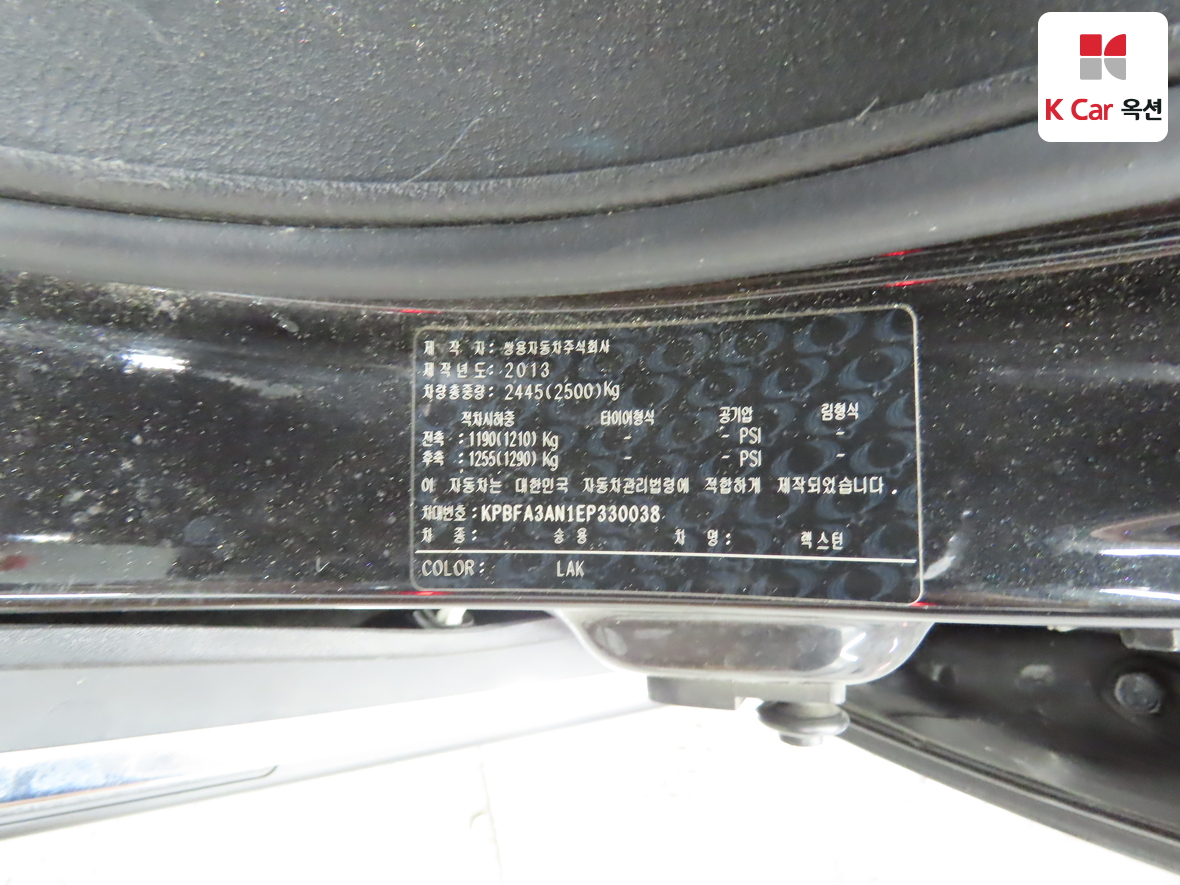 K Car 옥션
제 작 자: 쌍용자동차주식회사
제작년도: 2013
차량총중량: 2445(2500)Kg
적차시하중 타이어형식 공기압 림형식
전축 : 1190(1210) Kg - - PSI -
후축 : 1255(1290) Kg - - PSI -
이 자동차는 대한민국 자동차관리법령에 적합하게 제작되었습니다.
차대번호 : KPBFA3AN1EP330038
차 종: 승 용 차 명: 렉스턴
COLOR: LAK